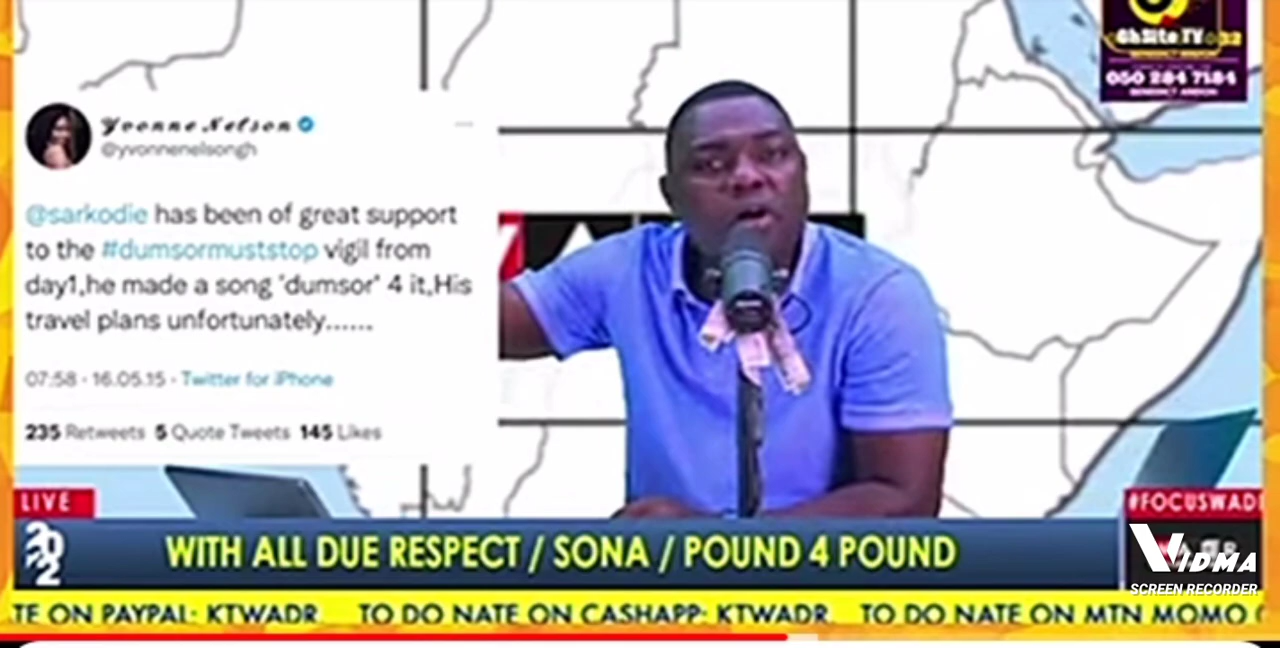 GhSite TV
050 284 7184
BENEDICT
Yvonne Nelson
@yvonnenelsongh
@sarkodie has been of great support
to the #dumsormuststop vigil from
day1,he made a song 'dumsor' 4 it,His
travel plans unfortunately......
07:58 - 16.05.15 - Twitter for iPhone
235 Retweets 5 Quote Tweets 145 Likes
LIVE
#FOCUSWAD
WITH ALL DUE RESPECT / SONA / POUND 4 POUND
VIDMA
SCREEN RECORDER
TE ON PAYPAL: KTWADR TO DO NATE ON CASHAPP: KTWADR TO DO NATE ON MTN MOMO